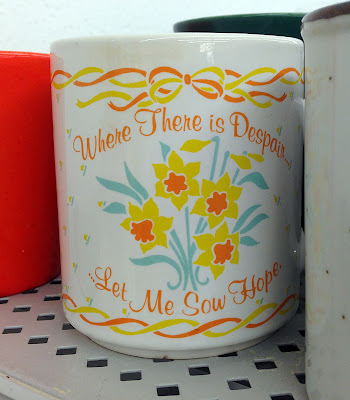 Where There is Despair...
...Let Me Sow Hope.